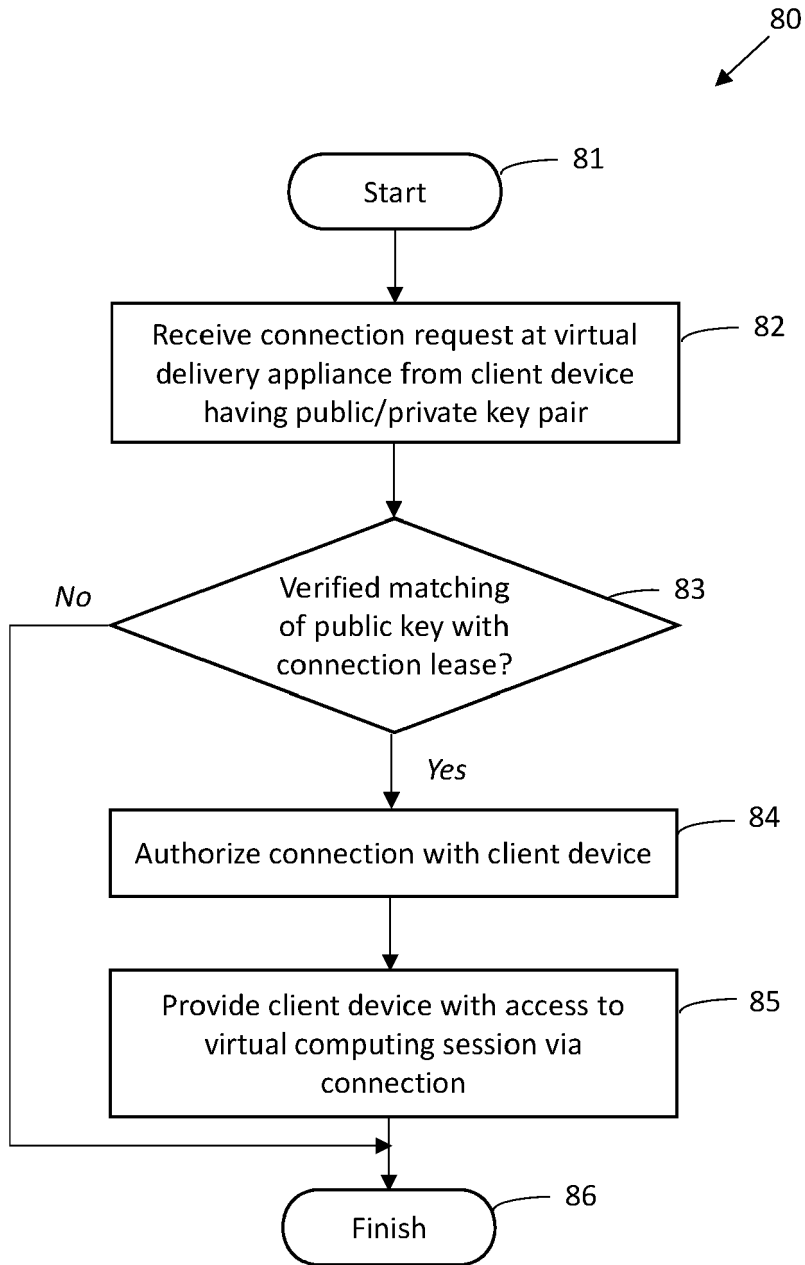 80
81
Start
82
Receive connection request at virtual
delivery appliance from client device
having public/private key pair
No
83
Verified matching
of public key with
connection lease?
Yes
84
Authorize connection with client device
85
Provide client device with access to
virtual computing session via
connection
86
Finish